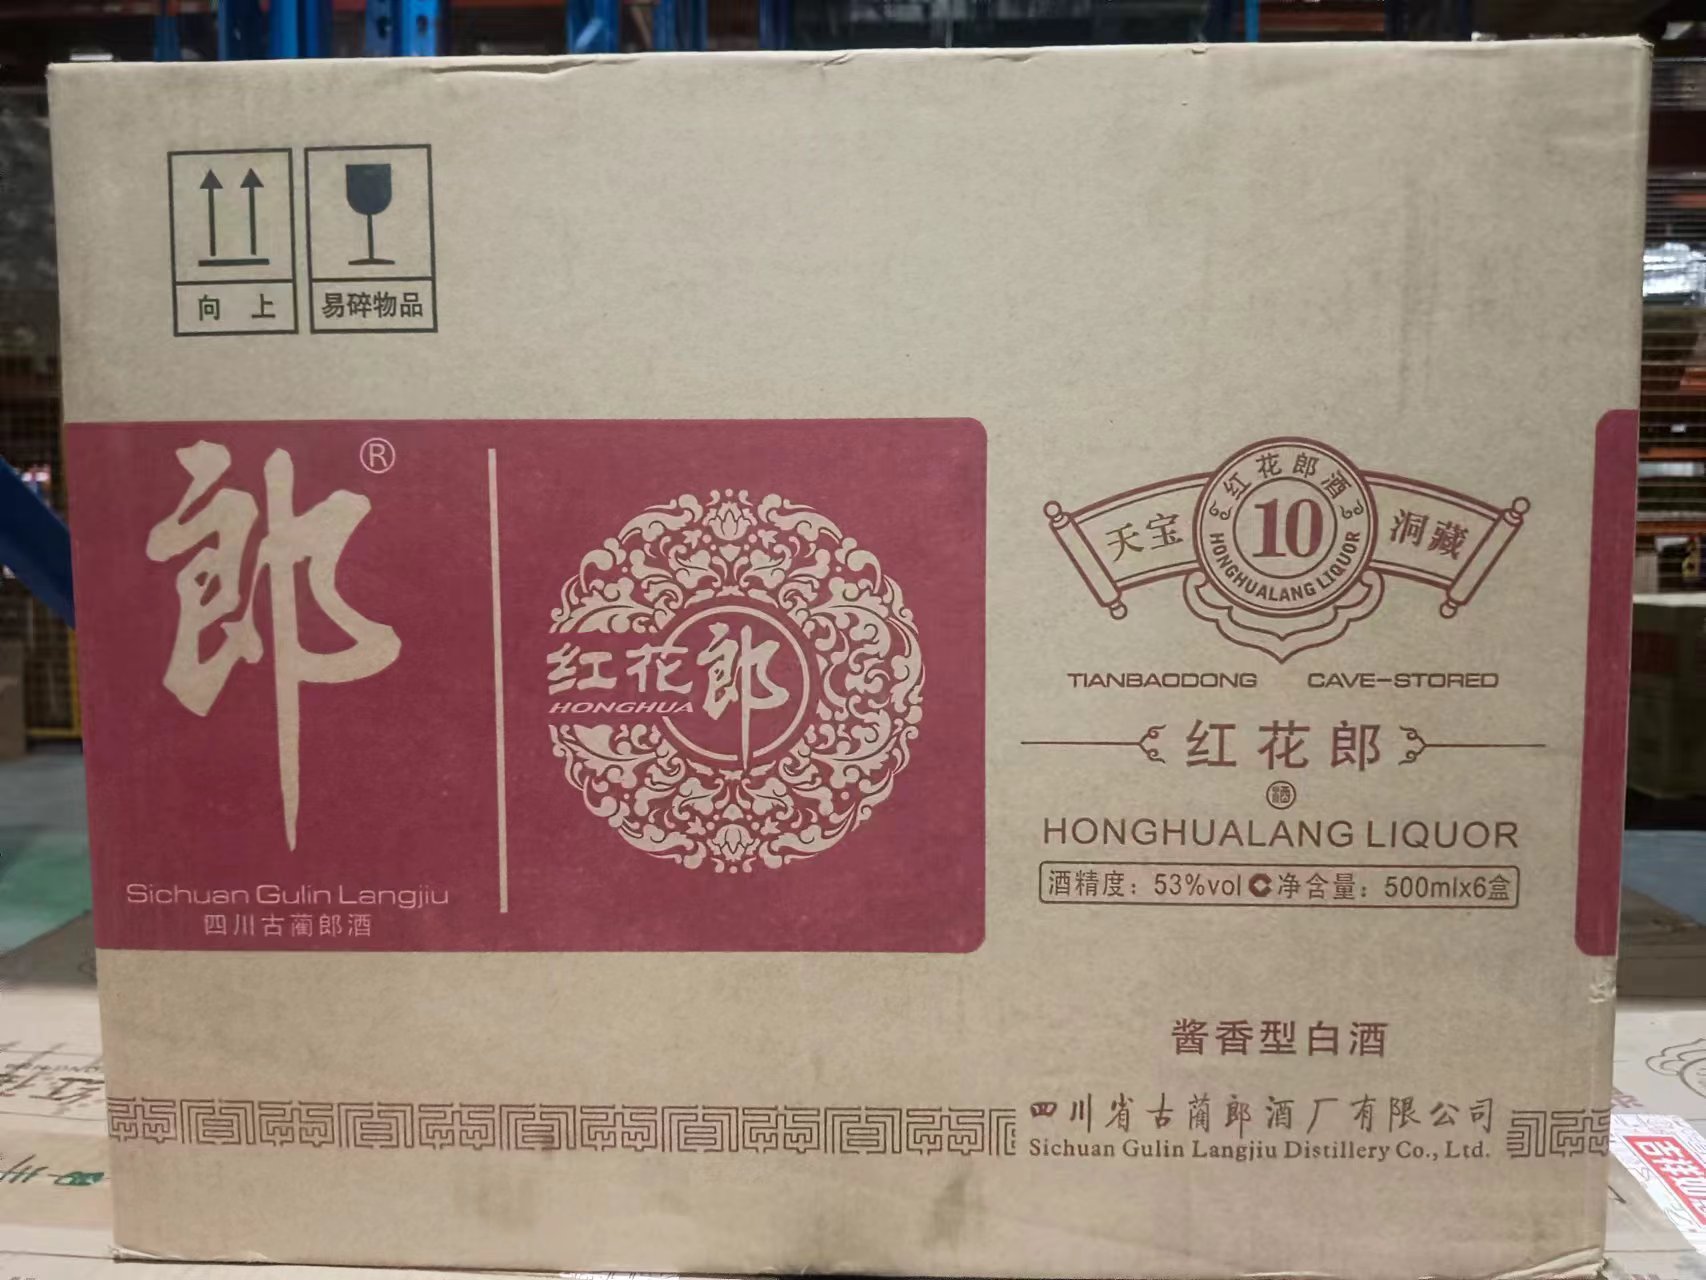 向 上
易碎物品
郎®
Sichuan Gulin Langjiu
四川古蔺郎酒
红花郎
HONGHUA
红花郎酒
10
HONGHUALANG LIQUOR
天宝
洞藏
TIANBAODONG CAVE-STORED
红花郎
酒
HONGHUALANG LIQUOR
酒精度：53%vol 净含量：500mlx6盒
酱香型白酒
四川省古蔺郎酒厂有限公司
Sichuan Gulin Langjiu Distillery Co., Ltd.